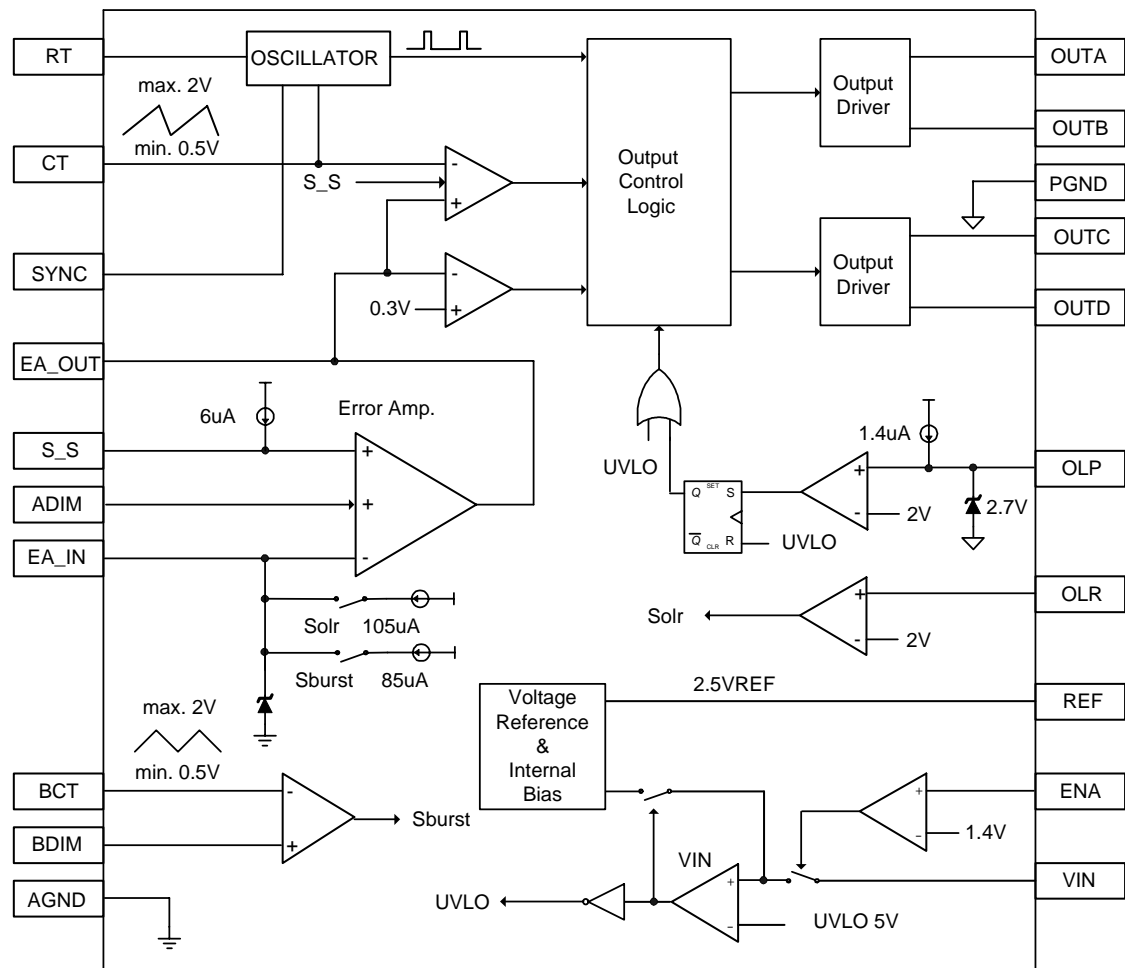 RT
OSCILLATOR
max. 2V
min. 0.5V
CT
S_S
-
+
SYNC
-
0.3V
+
EA_OUT
6uA
Error Amp.
S_S
+
ADIM
+
EA_IN
-
Solr
105uA
Sburst
85uA
max. 2V
min. 0.5V
BCT
-
BDIM
+
Sburst
AGND
Output
Control
Logic
Output
Driver
OUTA
OUTB
PGND
Output
Driver
OUTC
OUTD
UVLO
Q
SET
S
Q
CLR
R
UVLO
1.4uA
+
-
2V
2.7V
OLP
Solr
+
-
2V
OLR
Voltage
Reference
&
Internal
Bias
2.5VREF
REF
+
-
1.4V
ENA
VIN
+
-
UVLO
UVLO 5V
VIN